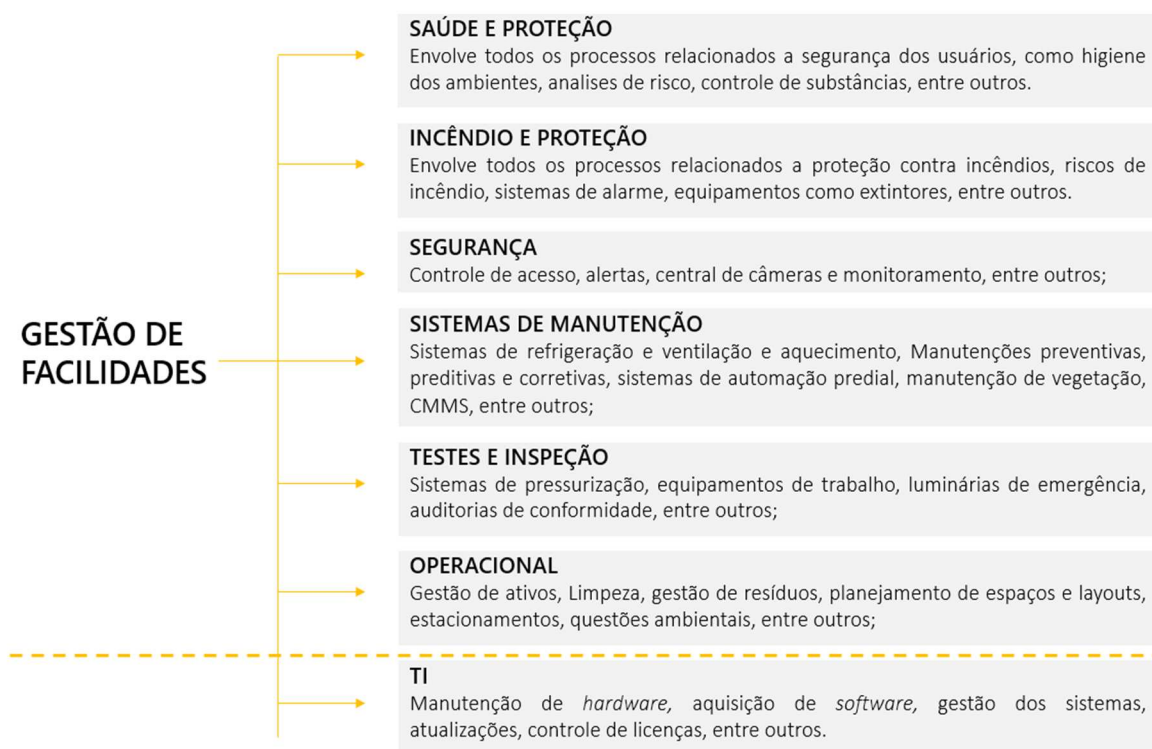 SAÚDE E PROTEÇÃO
Envolve todos os processos relacionados a segurança dos usuários, como higiene
dos ambientes, analises de risco, controle de substâncias, entre outros.
INCÊNDIO E PROTEÇÃO
Envolve todos os processos relacionados a proteção contra incêndios, riscos de
incêndio, sistemas de alarme, equipamentos como extintores, entre outros.
SEGURANÇA
Controle de acesso, alertas, central de câmeras e monitoramento, entre outros;
GESTÃO DE
FACILIDADES
SISTEMAS DE MANUTENÇÃO
Sistemas de refrigeração e ventilação e aquecimento, Manutenções preventivas,
preditivas e corretivas, sistemas de automação predial, manutenção de vegetação,
CMMS, entre outros;
TESTES E INSPEÇÃO
Sistemas de pressurização, equipamentos de trabalho, luminárias de emergência,
auditorias de conformidade, entre outros;
OPERACIONAL
Gestão de ativos, Limpeza, gestão de resíduos, planejamento de espaços e layouts,
estacionamentos, questões ambientais, entre outros;
TI
Manutenção de hardware, aquisição de software, gestão dos sistemas,
atualizações, controle de licenças, entre outros.